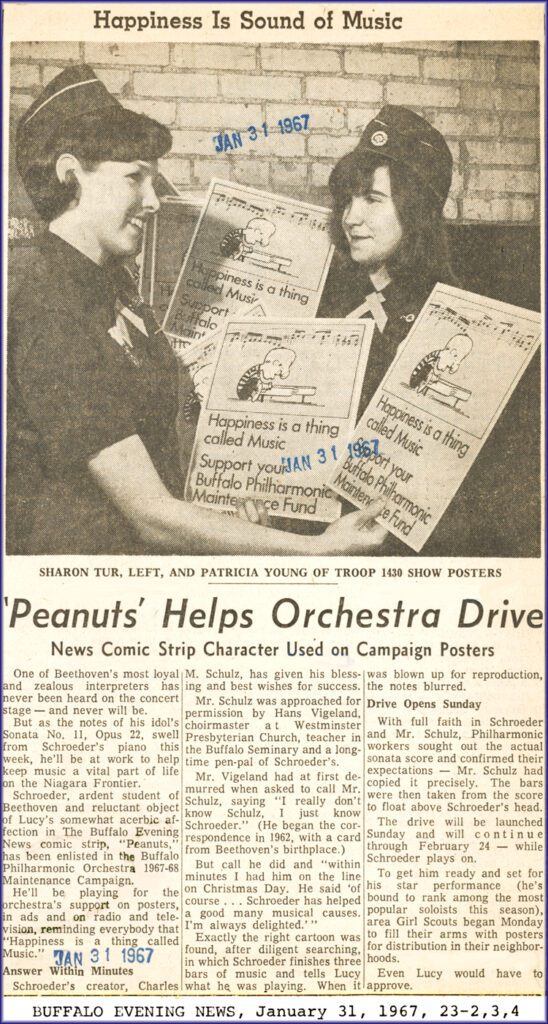 Happiness Is Sound of Music
JAN 31 1967
Happiness is a thing
called Music
Support
Buffalo
Maint
Happiness is a thing
called Music
Support your
Buffalo Philharmonic
Maintenance Fund
Happiness is a thing
called Music
Support your
Buffalo Philharmonic
Maintenance Fund
JAN 31 1967
SHARON TUR, LEFT, AND PATRICIA YOUNG OF TROOP 1430 SHOW POSTERS
'Peanuts' Helps Orchestra Drive
News Comic Strip Character Used on Campaign Posters
One of Beethoven's most loyal
and zealous interpreters has
never been heard on the concert
stage — and never will be.
But as the notes of his idol's
Sonata No. 11, Opus 22, swell
from Schroeder's piano this
week, he'll be at work to help
keep music a vital part of life
on the Niagara Frontier.
Schroeder, ardent student of
Beethoven and reluctant object
of Lucy's somewhat acerbic af-
fection in The Buffalo Evening
News comic strip, "Peanuts,"
has been enlisted in the Buffalo
Philharmonic Orchestra 1967-68
Maintenance Campaign.
He'll be playing for the
orchestra's support on posters,
in ads and on radio and tele-
vision, reminding everybody that
"Happiness is a thing called
Music."
JAN 31 1967
Answer Within Minutes
Schroeder's creator, Charles
M. Schulz, has given his bless-
ing and best wishes for success.
Mr. Schulz was approached for
permission by Hans Vigeland,
choirmaster at Westminster
Presbyterian Church, teacher in
the Buffalo Seminary and a long-
time pen-pal of Schroeder's.
Mr. Vigeland had at first de-
murred when asked to call Mr.
Schulz, saying "I really don't
know Schulz, I just know
Schroeder." (He began the cor-
respondence in 1962, with a card
from Beethoven's birthplace.)
But call he did and "within
minutes I had him on the line
on Christmas Day. He said 'of
course . . . Schroeder has helped
a good many musical causes.
I'm always delighted.' "
Exactly the right cartoon was
found, after diligent searching,
in which Schroeder finishes three
bars of music and tells Lucy
what he was playing. When it
was blown up for reproduction,
the notes blurred.
Drive Opens Sunday
With full faith in Schroeder
and Mr. Schulz, Philharmonic
workers sought out the actual
sonata score and confirmed their
expectations — Mr. Schulz had
copied it precisely. The bars
were then taken from the score
to float above Schroeder's head.
The drive will be launched
Sunday and will continue
through February 24 — while
Schroeder plays on.
To get him ready and set for
his star performance (he's
bound to rank among the most
popular soloists this season),
area Girl Scouts began Monday
to fill their arms with posters
for distribution in their neighbor-
hoods.
Even Lucy would have to
approve.
BUFFALO EVENING NEWS, January 31, 1967, 23-2,3,4